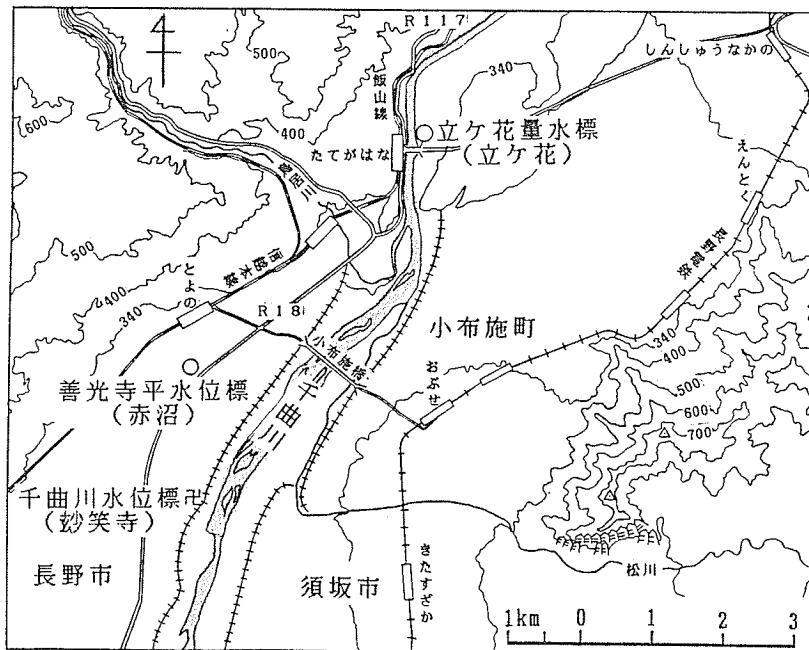 R117
500
しんしゅうなかの
340
飯山線
600
400
立ケ花量水標
(立ケ花)
たてがはな
えんとく
鳥居川
長野電鉄
500
信越本線
とよの
400
340
R18
小布施町
340
400
小布施橋
おぶせ
500
600
700
善光寺平水位標
(赤沼)
千曲川
千曲川水位標卍
(玅笑寺)
長野市
須坂市
きたすざか
松川
1km 0 1 2 3